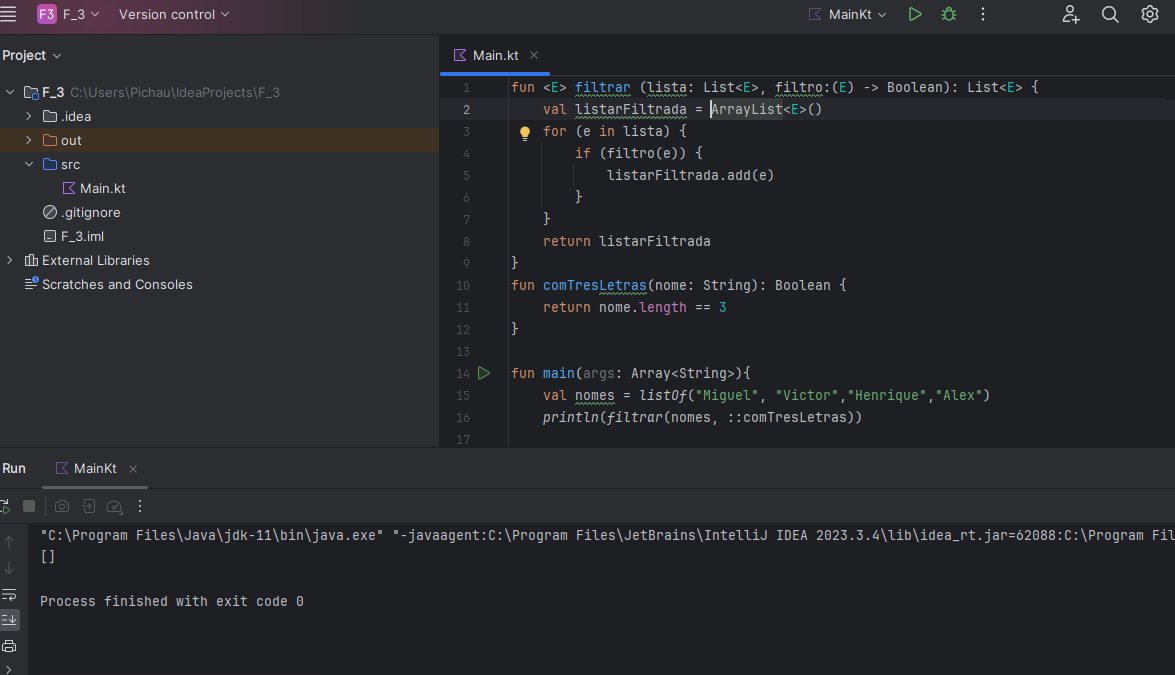 F3 F_3 Version control MainKt
Project
Main.kt
F_3 C:\Users\Pichau\IdeaProjects\F_3
.idea
out
src
Main.kt
.gitignore
F_3.iml
External Libraries
Scratches and Consoles
1 fun <E> filtrar (lista: List<E>, filtro:(E) -> Boolean): List<E> {
2 val listarFiltrada = ArrayList<E>()
3 for (e in lista) {
4 if (filtro(e)) {
5 listarFiltrada.add(e)
6 }
7 }
8 return listarFiltrada
9 }
10 fun comTresLetras(nome: String): Boolean {
11 return nome.length == 3
12 }
13
14 fun main(args: Array<String>){
15 val nomes = listOf("Miguel", "Victor","Henrique","Alex")
16 println(filtrar(nomes, ::comTresLetras))
17
Run MainKt
"C:\Program Files\Java\jdk-11\bin\java.exe" "-javaagent:C:\Program Files\JetBrains\IntelliJ IDEA 2023.3.4\lib\idea_rt.jar=62088:C:\Program Fil
[]
Process finished with exit code 0